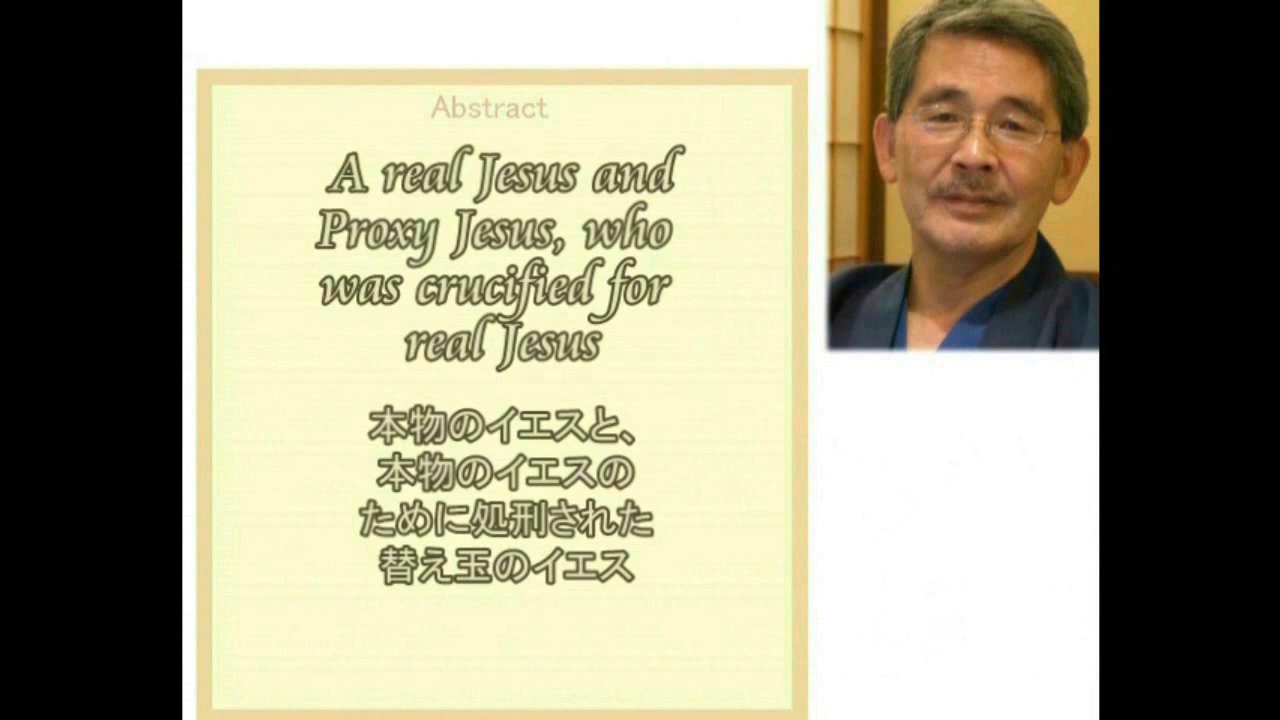 Abstract
A real Jesus and
Proxy Jesus, who
was crucified for
real Jesus
本物のイエスと、
本物のイエスの
ために処刑された
替え玉のイエス